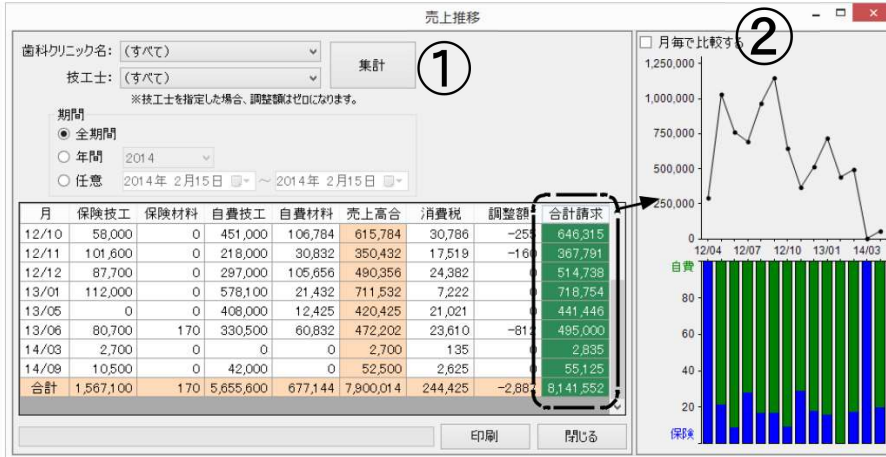 売上推移
歯科クリニック名: (すべて)
集計
①
技工士: (すべて)
※技工士を指定した場合、調整額はゼロになります。
期間
全期間
年間 2014
任意 2014年 2月15日 ～ 2014年 2月15日
月 保険技工 保険材料 自費技工 自費材料 売上高合 消費税 調整額 合計請求
12/10 58,000 0 451,000 106,784 615,784 30,786 -255 646,315
12/11 101,600 0 218,000 30,832 350,432 17,519 -160 367,791
12/12 87,700 0 297,000 105,656 490,356 24,382 514,738
13/01 112,000 0 578,100 21,432 711,532 7,222 718,754
13/05 0 0 408,000 12,425 420,425 21,021 441,446
13/06 80,700 170 330,500 60,832 472,202 23,610 -812 495,000
14/03 2,700 0 0 0 2,700 135 2,835
14/09 10,500 0 42,000 0 52,500 2,625 55,125
合計 1,567,100 170 5,655,600 677,144 7,900,014 244,425 -2,887 8,141,552
印刷 閉じる
月毎で比較する
②
1,250,000
1,000,000
750,000
500,000
250,000
0
12/04 12/07 12/10 13/01 14/03
自費
80
60
40
20
保険